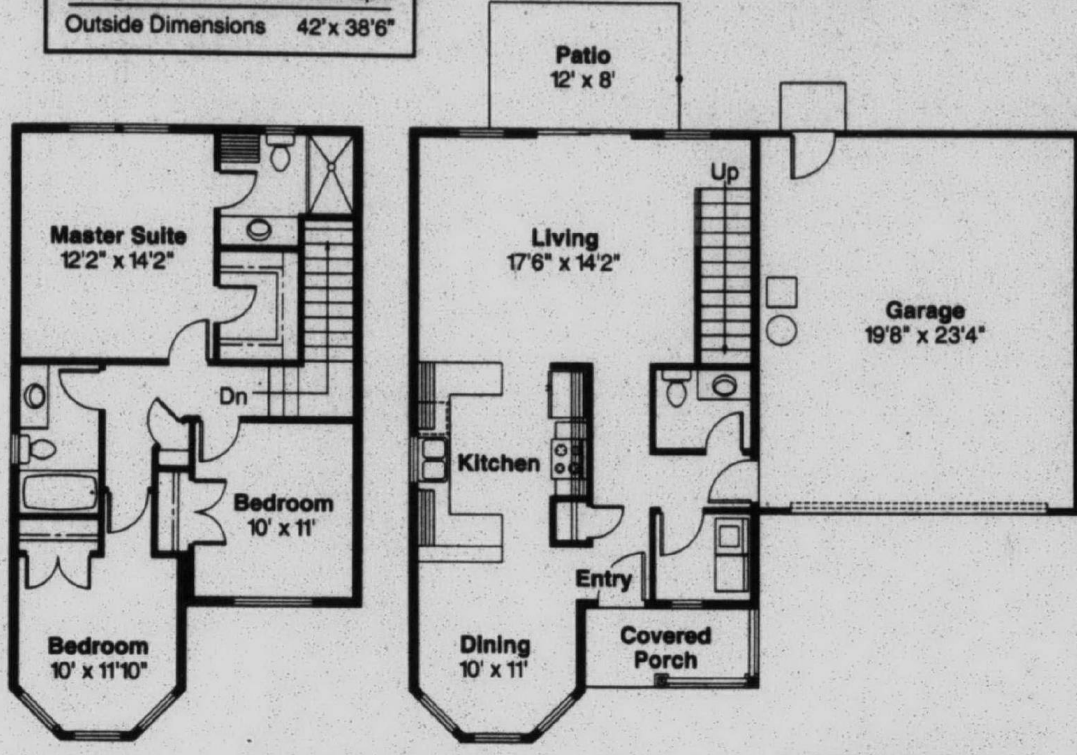 Outside Dimensions 42' x 38'6"
Patio
12' x 8'
Master Suite
12'2" x 14'2"
Dn
Bedroom
10' x 11'
Bedroom
10' x 11'10"
Living
17'6" x 14'2"
Up
Garage
19'8" x 23'4"
Kitchen
Entry
Dining
10' x 11'
Covered
Porch